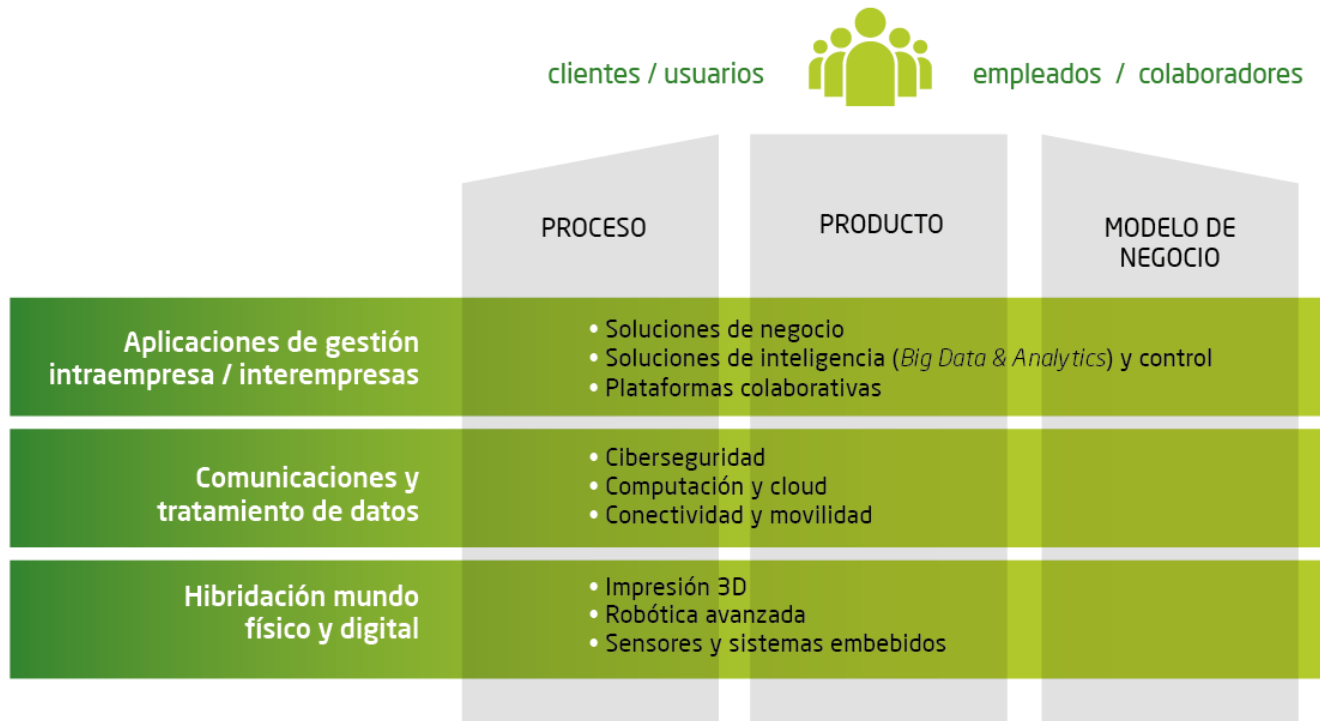 clientes / usuarios
empleados / colaboradores
PROCESO
PRODUCTO
MODELO DE
NEGOCIO
Aplicaciones de gestión
intraempresa / interempresas
• Soluciones de negocio
• Soluciones de inteligencia (Big Data & Analytics) y control
• Plataformas colaborativas
Comunicaciones y
tratamiento de datos
• Ciberseguridad
• Computación y cloud
• Conectividad y movilidad
Hibridación mundo
físico y digital
• Impresión 3D
• Robótica avanzada
• Sensores y sistemas embebidos